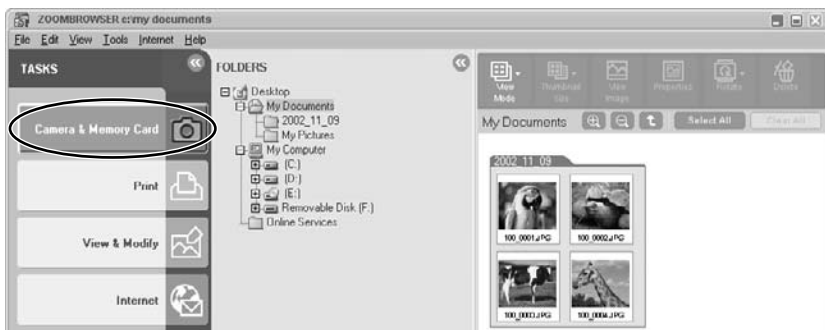 ZOOMBROWSER c:\my documents
File Edit View Tools Internet Help
TASKS
Camera & Memory Card
Print
View & Modify
Internet
FOLDERS
Desktop
My Documents
2002_11_09
My Pictures
My Computer
(C:)
(D:)
(E:)
Removable Disk (F:)
Online Services
View Mode
Thumbnail Size
View Image
Properties
Rotate
Delete
My Documents
Select All
Clear All
2002_11_09
100_0001.JPG
100_0002.JPG
100_0003.JPG
100_0004.JPG